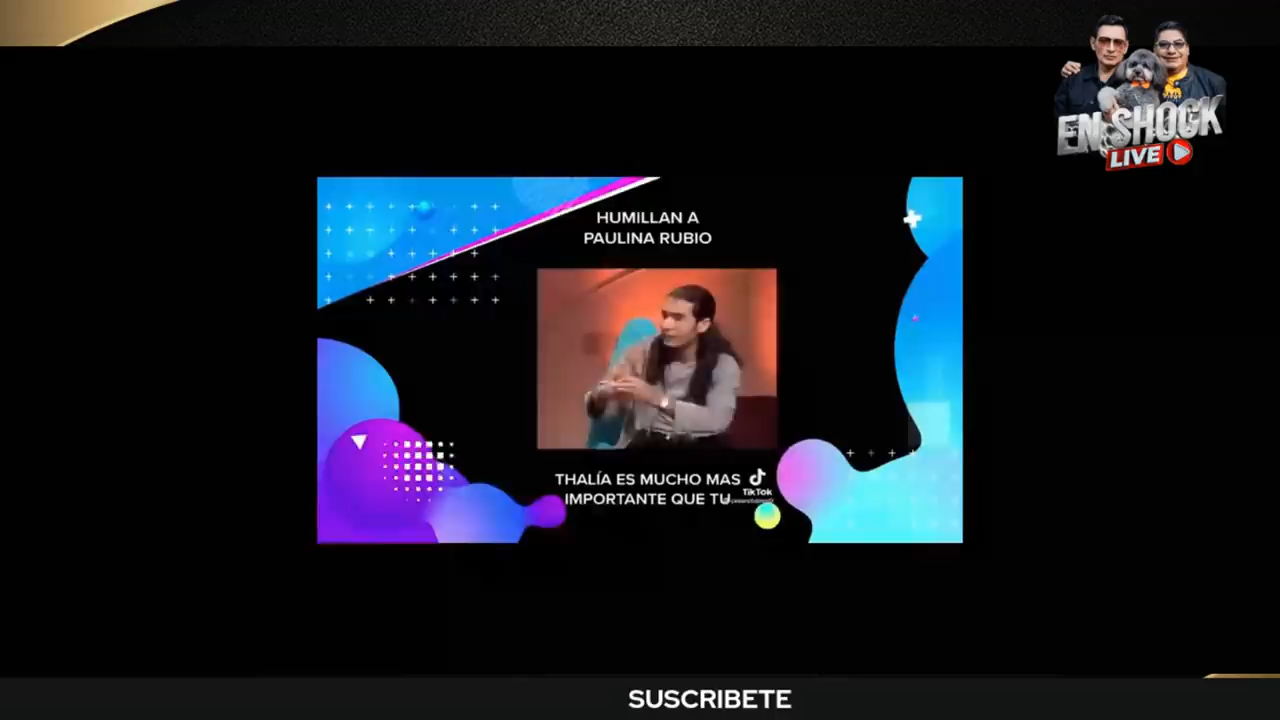 EN SHOCK
LIVE
HUMILLAN A
PAULINA RUBIO
THALÍA ES MUCHO MAS
IMPORTANTE QUE TU
TikTok
SUSCRIBETE